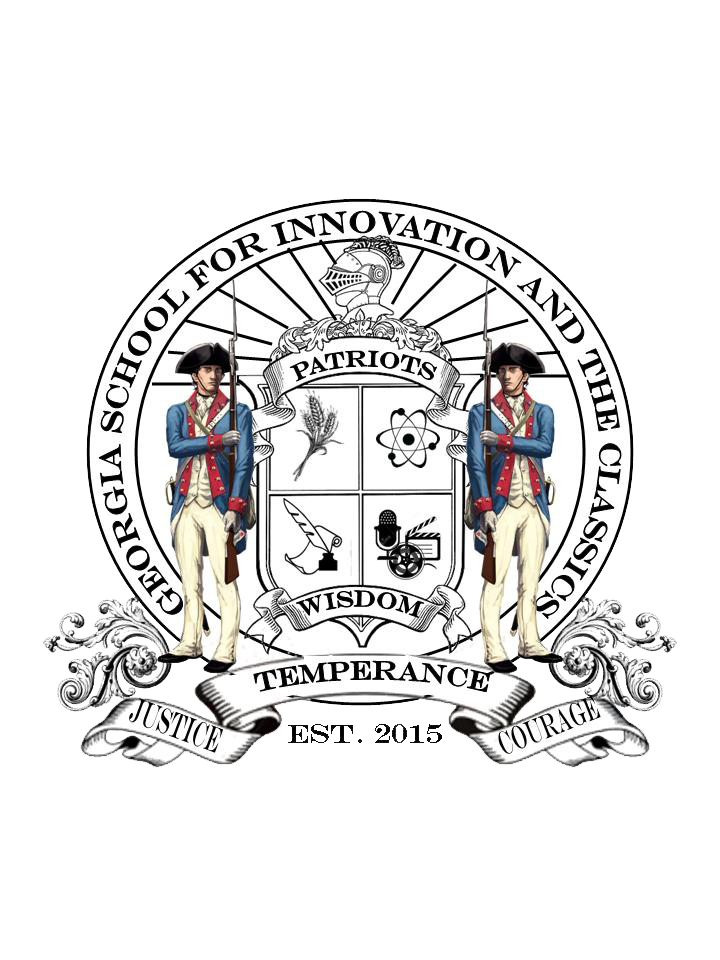 GEORGIA SCHOOL FOR INNOVATION AND THE CLASSICS
PATRIOTS
WISDOM
TEMPERANCE
JUSTICE
COURAGE
EST. 2015